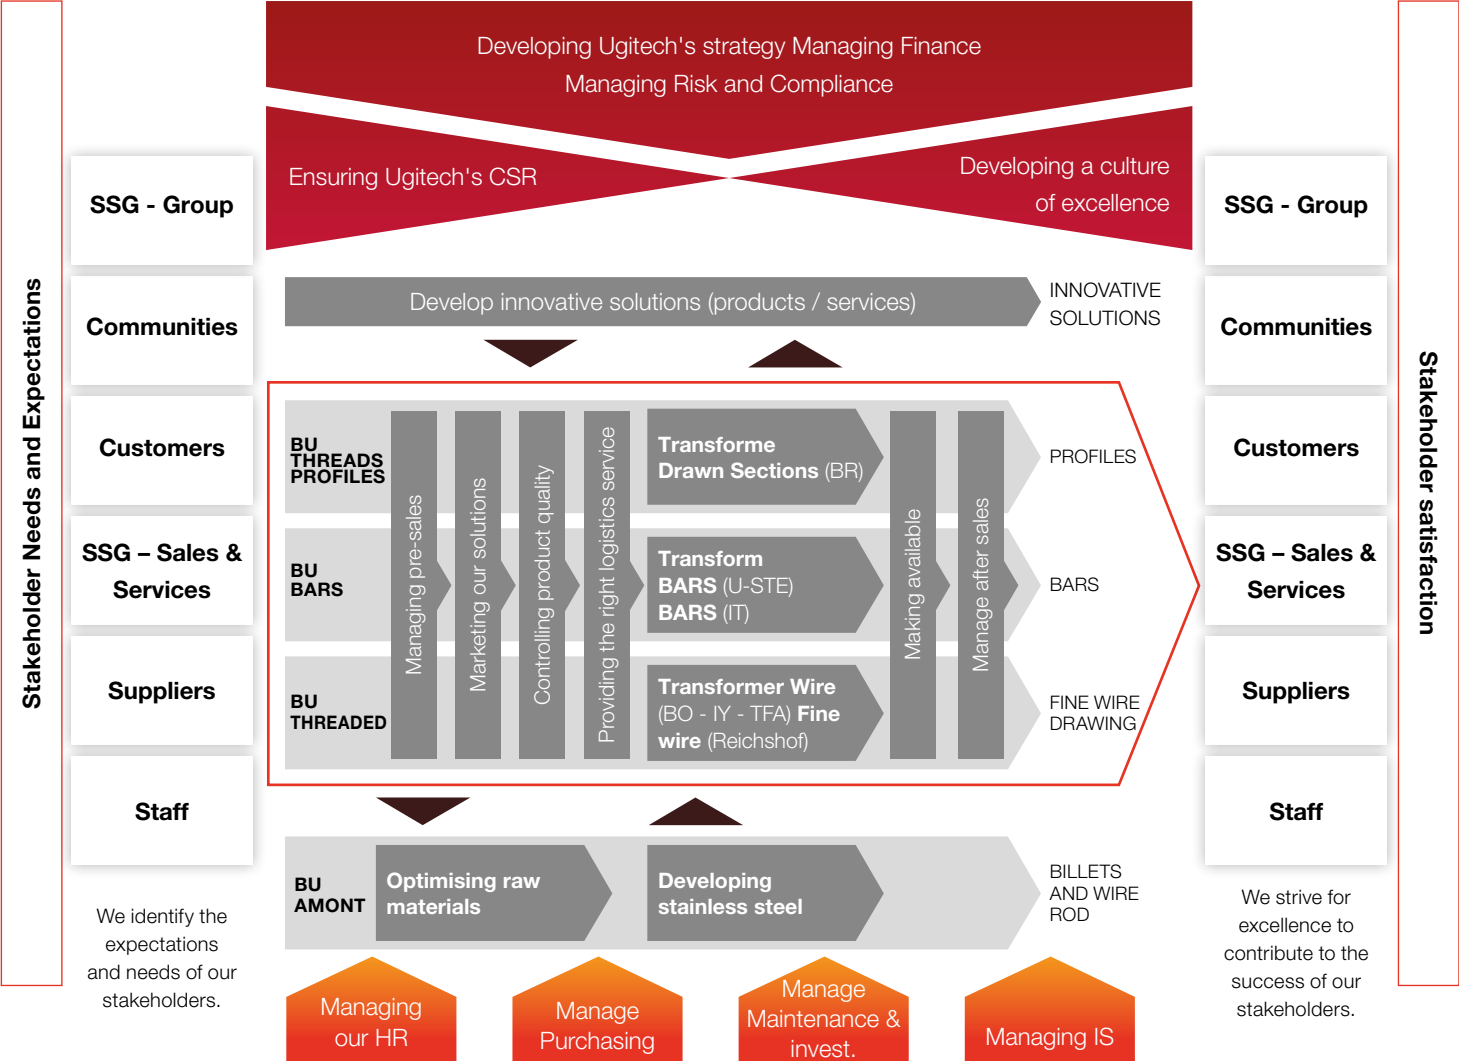 Developing Ugitech's strategy Managing Finance
Managing Risk and Compliance
Ensuring Ugitech's CSR
Developing a culture
of excellence
Stakeholder Needs and Expectations
SSG - Group
Communities
Customers
SSG – Sales &
Services
Suppliers
Staff
We identify the
expectations
and needs of our
stakeholders.
Develop innovative solutions (products / services)
INNOVATIVE
SOLUTIONS
BU
THREADS
PROFILES
BU
BARS
BU
THREADED
Managing pre-sales
Marketing our solutions
Controlling product quality
Providing the right logistics service
Transforme
Drawn Sections (BR)
Transform
BARS (U-STE)
BARS (IT)
Transformer Wire
(BO - IY - TFA) Fine
wire (Reichshof)
Making available
Manage after sales
PROFILES
BARS
FINE WIRE
DRAWING
BU
AMONT
Optimising raw
materials
Developing
stainless steel
BILLETS
AND WIRE
ROD
Managing
our HR
Manage
Purchasing
Manage
Maintenance &
invest.
Managing IS
SSG - Group
Communities
Customers
SSG – Sales &
Services
Suppliers
Staff
We strive for
excellence to
contribute to the
success of our
stakeholders.
Stakeholder satisfaction